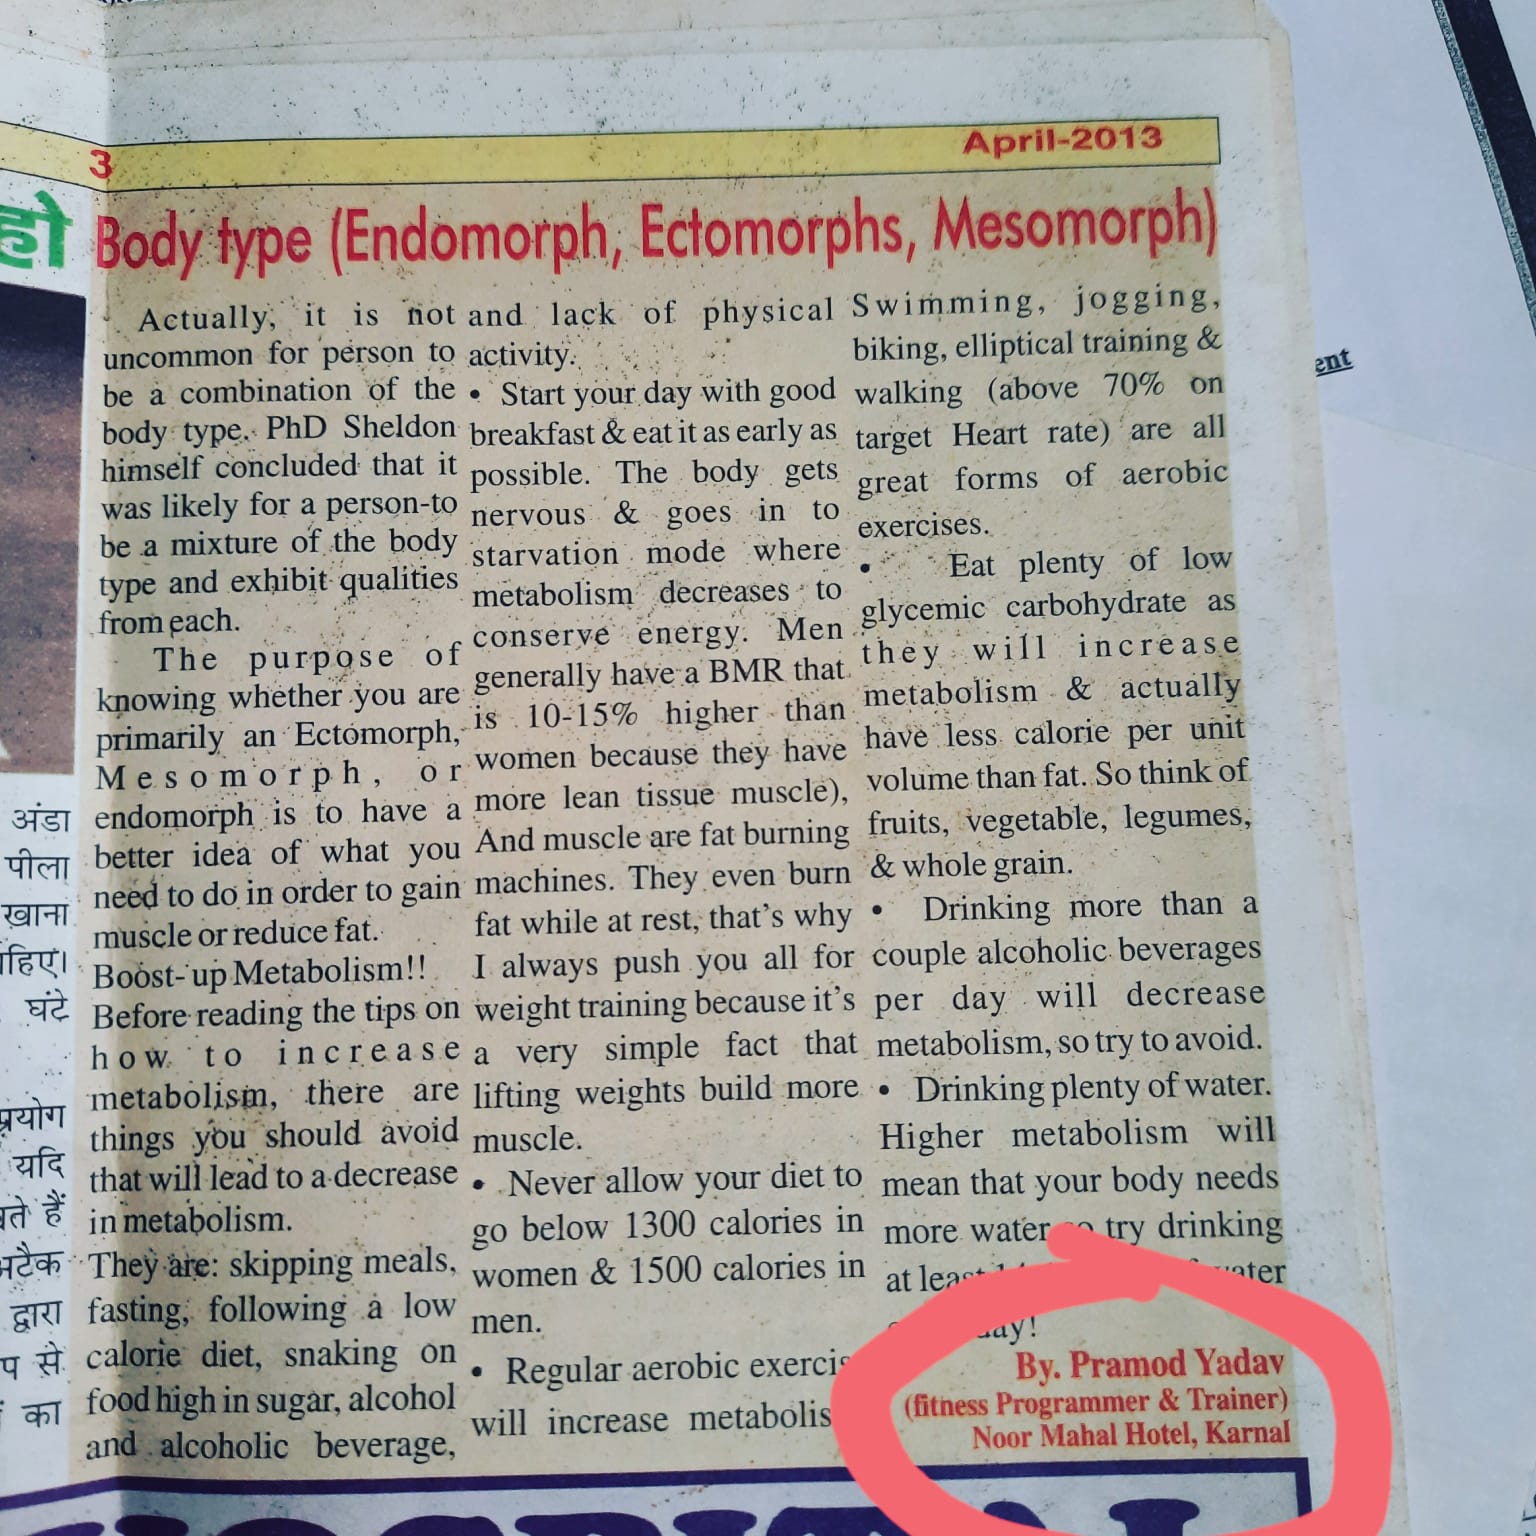 3
April-2013
हो
Body type (Endomorph, Ectomorphs, Mesomorph)
Actually, it is not
uncommon for person to
be a combination of the
body type. PhD Sheldon
himself concluded that it
was likely for a person-to
be a mixture of the body
type and exhibit qualities
from each.
The purpose of
knowing whether you are
primarily an Ectomorph,
Mesomorph, or
endomorph is to have a
better idea of what you
need to do in order to gain
muscle or reduce fat.
Boost-up Metabolism!!
Before reading the tips on
how to increase
metabolism, there are
things you should avoid
that will lead to a decrease
in metabolism.
They are: skipping meals,
fasting, following a low
calorie diet, snaking on
food high in sugar, alcohol
and alcoholic beverage,
and lack of physical
activity.
• Start your day with good
breakfast & eat it as early as
possible. The body gets
nervous & goes in to
starvation mode where
metabolism decreases to
conserve energy. Men
generally have a BMR that
is 10-15% higher than
women because they have
more lean tissue muscle),
And muscle are fat burning
machines. They even burn
fat while at rest, that's why
I always push you all for
weight training because it's
a very simple fact that
lifting weights build more
muscle.
• Never allow your diet to
go below 1300 calories in
women & 1500 calories in
men.
• Regular aerobic exercis
will increase metabolis
Swimming, jogging,
biking, elliptical training &
walking (above 70% on
target Heart rate) are all
great forms of aerobic
exercises.
• Eat plenty of low
glycemic carbohydrate as
they will increase
metabolism & actually
have less calorie per unit
volume than fat. So think of
fruits, vegetable, legumes,
& whole grain.
• Drinking more than a
couple alcoholic beverages
per day will decrease
metabolism, so try to avoid.
• Drinking plenty of water.
Higher metabolism will
mean that your body needs
more water so try drinking
at least water
day!
By. Pramod Yadav
(fitness Programmer & Trainer)
Noor Mahal Hotel, Karnal
अंडा
पीला
खाना
हिए।
घंटे
प्रयोग
यदि
ते हैं
अटैक
द्वारा
प से
का
ent